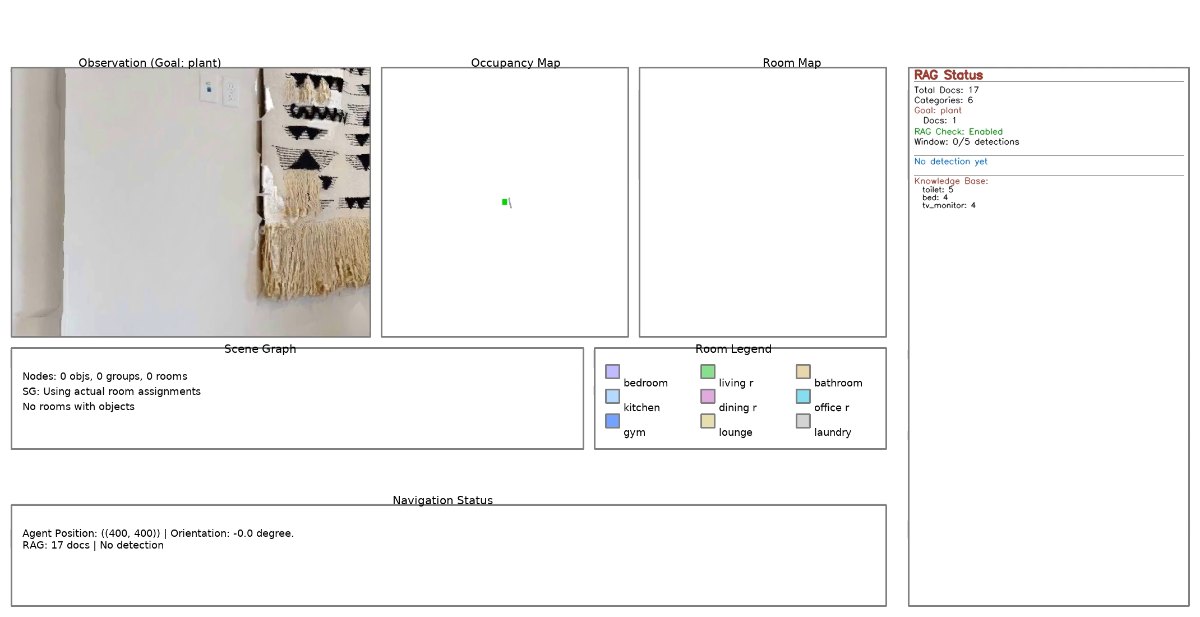 Observation (Goal: plant)
Occupancy Map
Room Map
RAG Status
Total Docs: 17
Categories: 6
Goal: plant
Docs: 1
RAG Check: Enabled
Window: 0/5 detections
No detection yet
Knowledge Base:
toilet: 5
bed: 4
tv_monitor: 4
Scene Graph
Nodes: 0 objs, 0 groups, 0 rooms
SG: Using actual room assignments
No rooms with objects
Room Legend
bedroom
living r
bathroom
kitchen
dining r
office r
gym
lounge
laundry
Navigation Status
Agent Position: ((400, 400)) | Orientation: -0.0 degree.
RAG: 17 docs | No detection